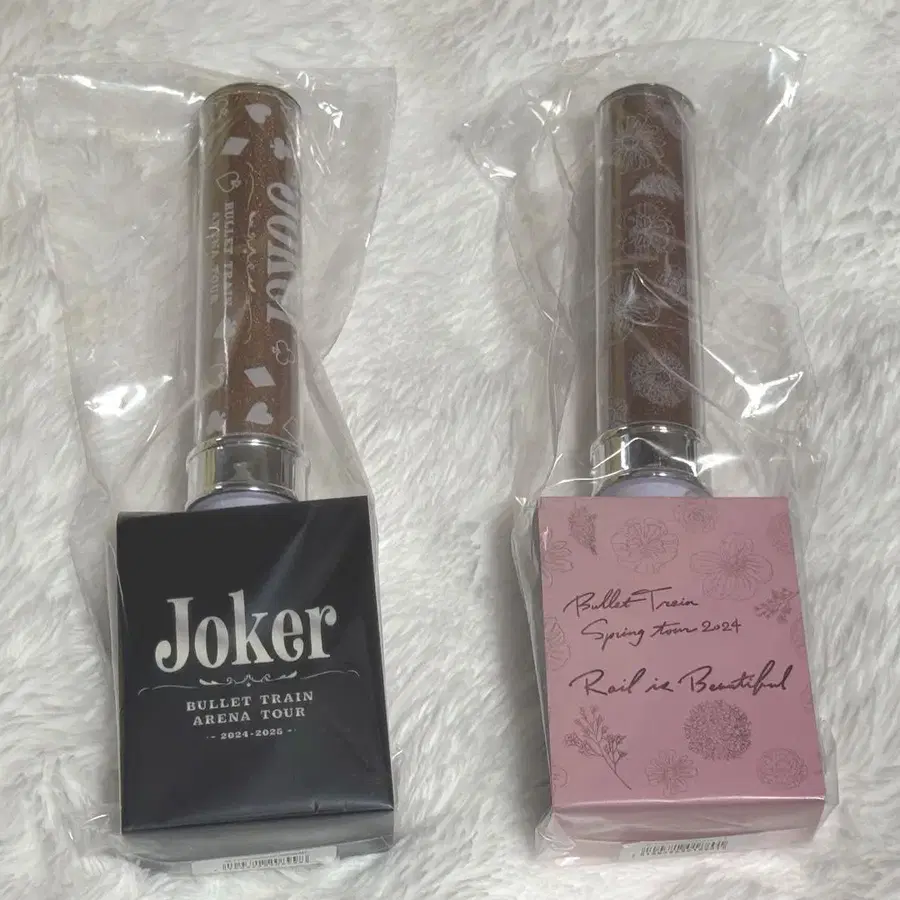 Joker
BULLET TRAIN
ARENA TOUR
Joker
BULLET TRAIN
ARENA TOUR
- 2024-2025 -
Bullet Train
Spring tour 2024
Rail is Beautiful